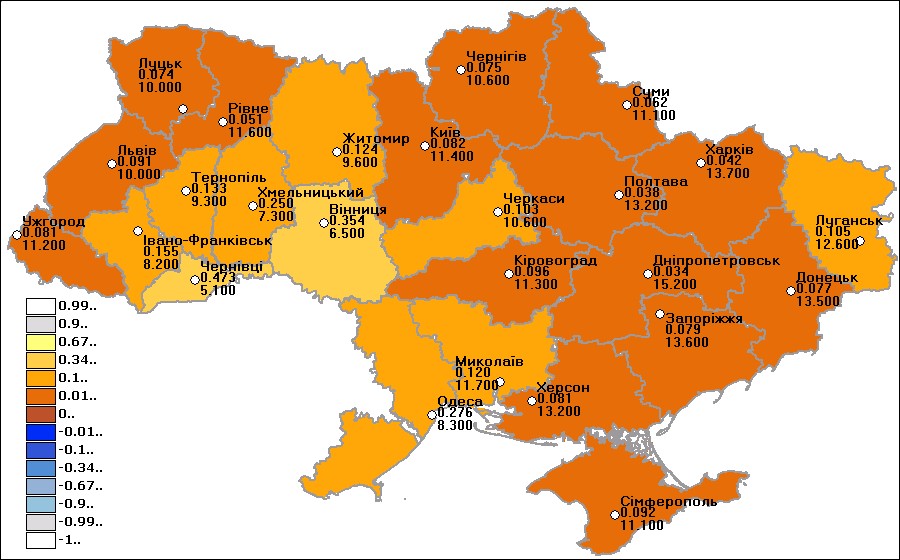 Луцьк
0.074
10.000
Рівне
0.051
11.600
Житомир
0.124
9.600
Київ
0.082
11.400
Чернігів
0.075
10.600
Суми
0.062
11.100
Львів
0.091
10.000
Тернопіль
0.133
9.300
Хмельницький
0.250
7.300
Вінниця
0.354
6.500
Черкаси
0.103
10.600
Полтава
0.038
13.200
Харків
0.042
13.700
Луганськ
0.105
12.600
Ужгород
0.081
11.200
Івано-Франківськ
0.155
8.200
Чернівці
0.473
5.100
Кіровоград
0.096
11.300
Дніпропетровськ
0.034
15.200
Донецьк
0.077
13.500
Запоріжжя
0.079
13.600
Миколаїв
0.120
11.700
Одеса
0.276
8.300
Херсон
0.081
13.200
Сімферополь
0.092
11.100
0.99..
0.9..
0.67..
0.34..
0.1..
0.01..
0..
-0.01..
-0.1..
-0.34..
-0.67..
-0.9..
-0.99..
-1..